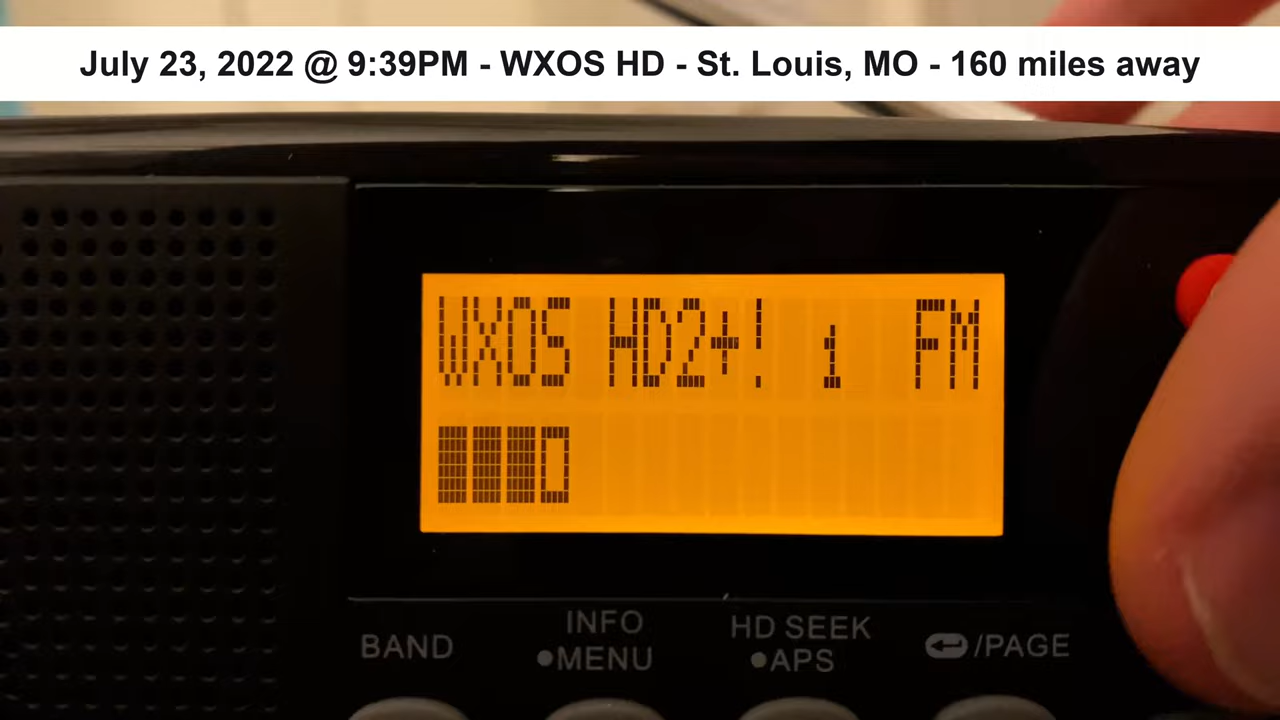 July 23, 2022 @ 9:39PM - WXOS HD - St. Louis, MO - 160 miles away
WXOS HD2+! 1 FM
INFO HD SEEK
BAND •MENU •APS /PAGE